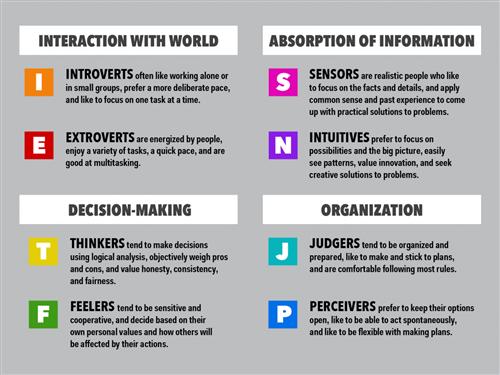 INTERACTION WITH WORLD
I
INTROVERTS often like working alone or
in small groups, prefer a more deliberate pace,
and like to focus on one task at a time.
E
EXTROVERTS are energized by people,
enjoy a variety of tasks, a quick pace, and are
good at multitasking.
ABSORPTION OF INFORMATION
S
SENSORS are realistic people who like
to focus on the facts and details, and apply
common sense and past experience to come
up with practical solutions to problems.
N
INTUITIVES prefer to focus on
possibilities and the big picture, easily
see patterns, value innovation, and seek
creative solutions to problems.
DECISION-MAKING
T
THINKERS tend to make decisions
using logical analysis, objectively weigh pros
and cons, and value honesty, consistency,
and fairness.
F
FEELERS tend to be sensitive and
cooperative, and decide based on their
own personal values and how others will
be affected by their actions.
ORGANIZATION
J
JUDGERS tend to be organized and
prepared, like to make and stick to plans,
and are comfortable following most rules.
P
PERCEIVERS prefer to keep their options
open, like to be able to act spontaneously,
and like to be flexible with making plans.